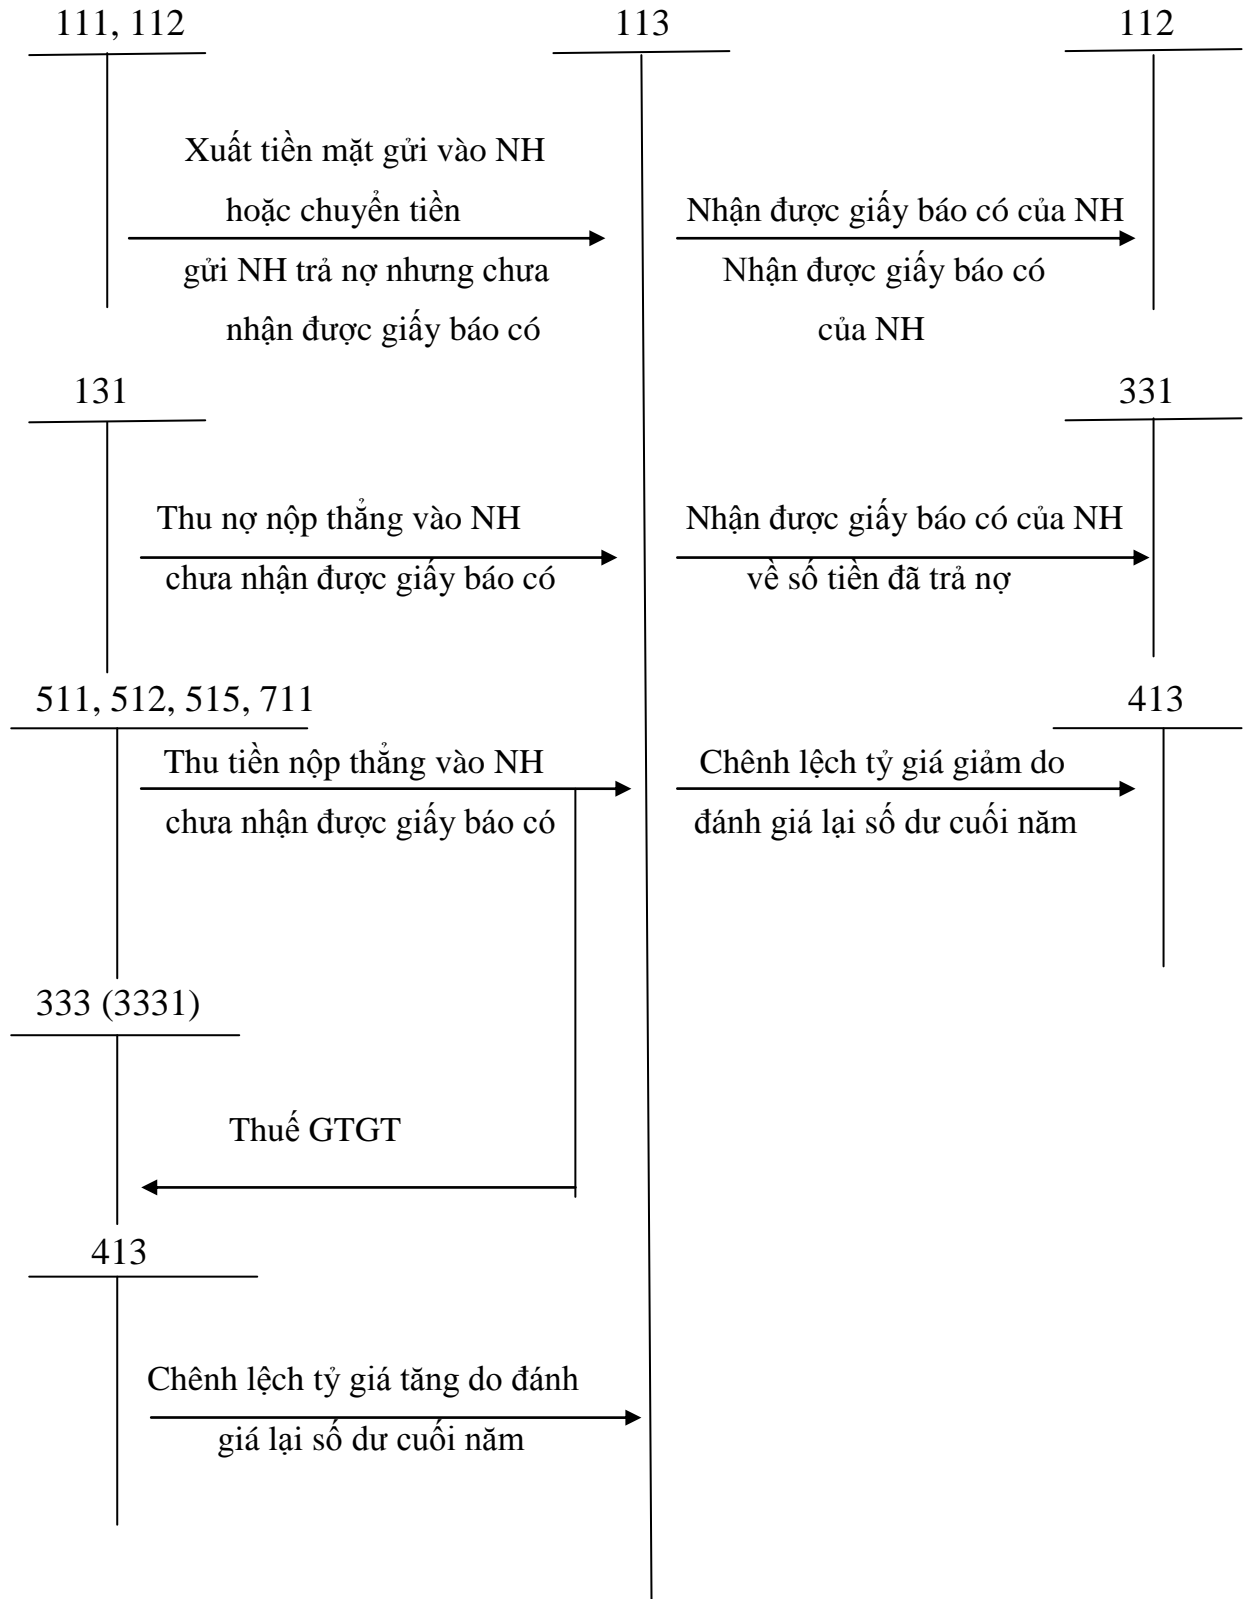 111, 112
113
112
Xuất tiền mặt gửi vào NH
hoặc chuyển tiền
gửi NH trả nợ nhưng chưa
nhận được giấy báo có
Nhận được giấy báo có của NH
Nhận được giấy báo có
của NH
131
331
Thu nợ nộp thẳng vào NH
chưa nhận được giấy báo có
Nhận được giấy báo có của NH
về số tiền đã trả nợ
511, 512, 515, 711
413
Thu tiền nộp thẳng vào NH
chưa nhận được giấy báo có
Chênh lệch tỷ giá giảm do
đánh giá lại số dư cuối năm
333 (3331)
Thuế GTGT
413
Chênh lệch tỷ giá tăng do đánh
giá lại số dư cuối năm